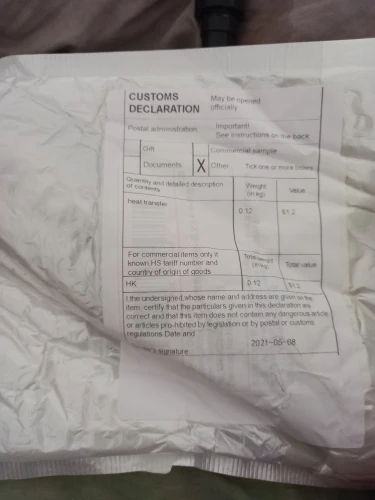 CUSTOMS
DECLARATION
May be opened
officially
Postal administration
Important!
See instructions on the back
Gift
Commercial sample
Documents
X
Other
Tick one or more boxes
Quantity and detailed description
of contents
Weight
(in kg)
Value
heat transfer
0.12
$1.2
For commercial items only if
known,HS tariff number and
country of origin of goods
Total weight
(in kg)
Total value
HK
0.12
$1.2
I,the undersigned,whose name and address are given on the
item, certify that the particulars given in this declaration are
correct and that this item does not contain any dangerous article
or articles pro-hibited by legislation or by postal or customs
regulations Date and
2021-05-08
signature